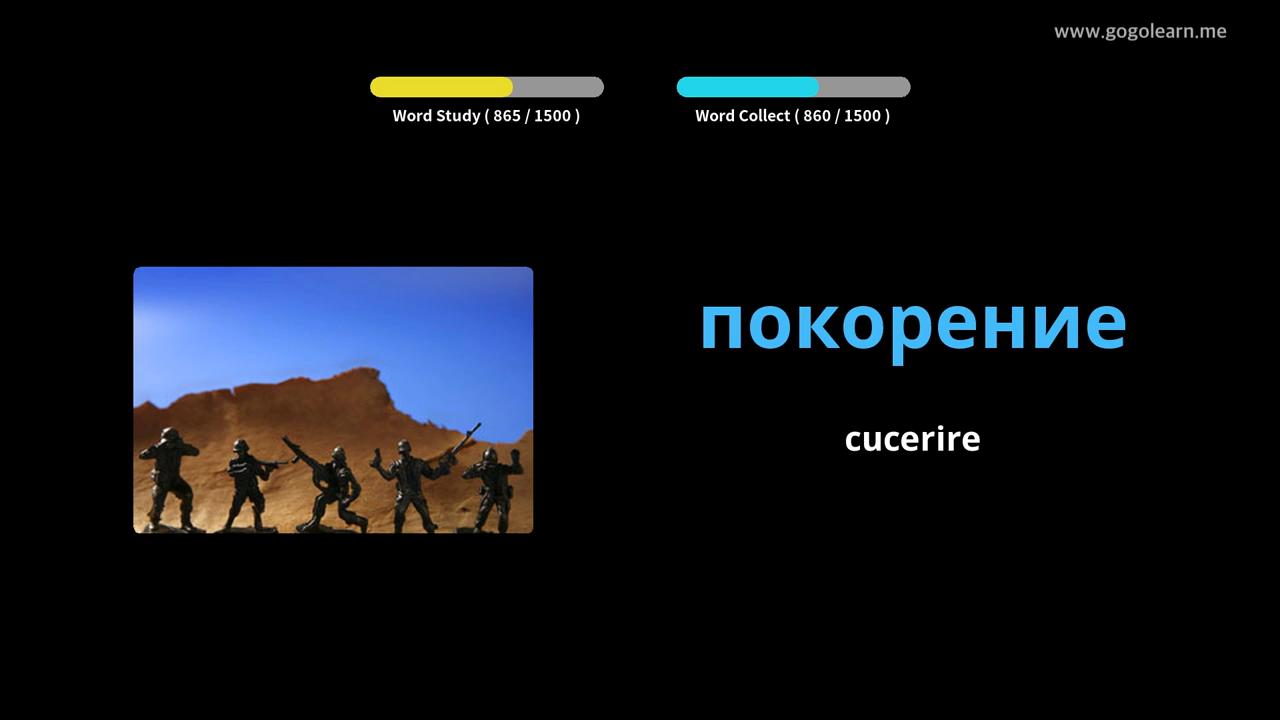 www.gogolearn.me
Word Study ( 865 / 1500 )
Word Collect ( 860 / 1500 )
покорение
cucerire